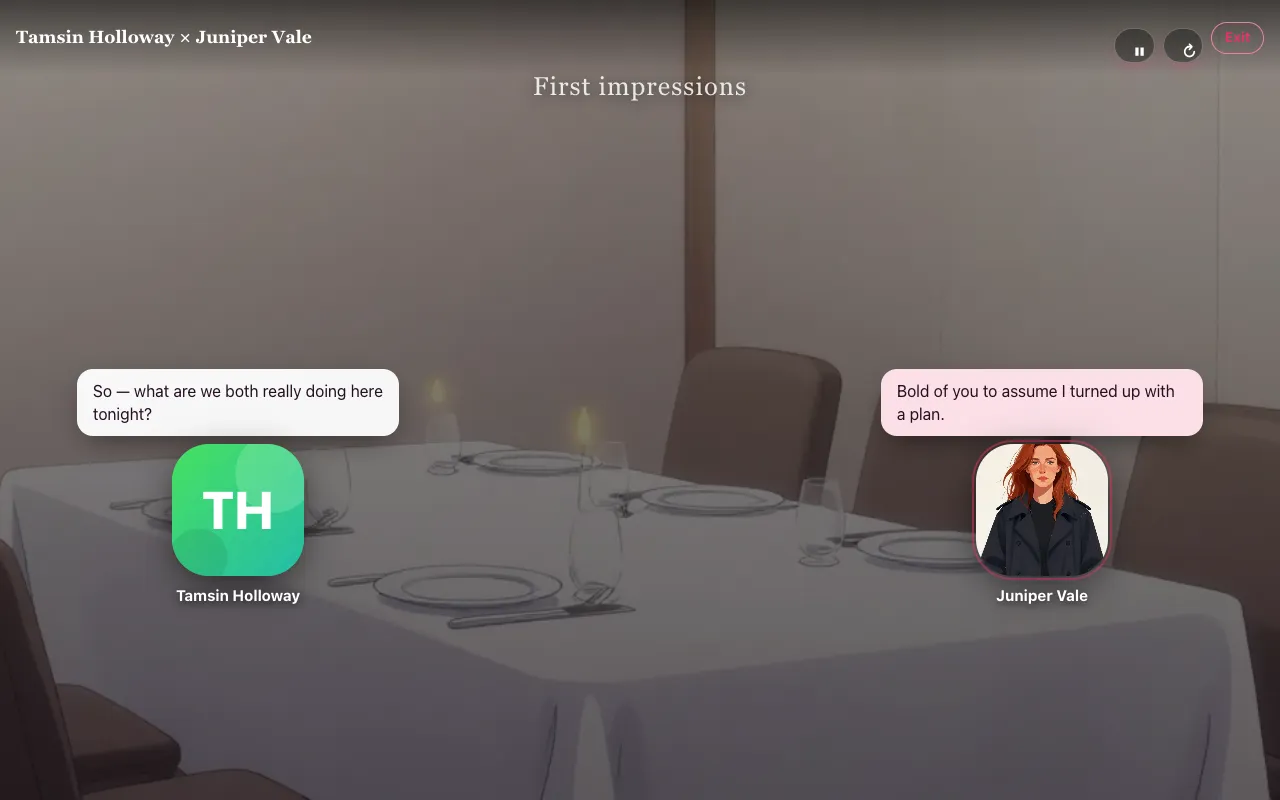 Tamsin Holloway × Juniper Vale
Exit
First impressions
So — what are we both really doing here
tonight?
Bold of you to assume I turned up with
a plan.
TH
Tamsin Holloway
Juniper Vale